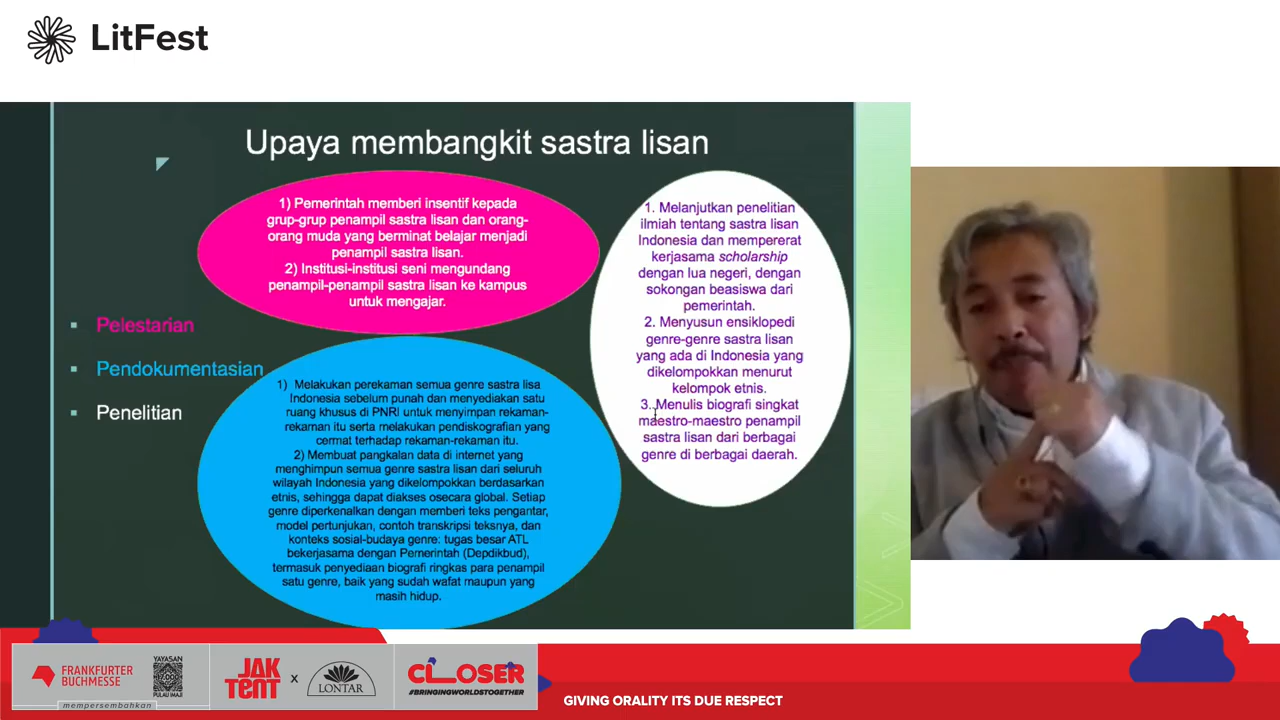 LitFest
Upaya membangkit sastra lisan
1) Pemerintah memberi insentif kepada
grup-grup penampil sastra lisan dan orang-
orang muda yang berminat belajar menjadi
penampil sastra lisan.
2) Institusi-institusi seni mengundang
penampil-penampil sastra lisan ke kampus
untuk mengajar.
1. Melanjutkan penelitian
ilmiah tentang sastra lisan
Indonesia dan mempererat
kerjasama scholarship
dengan lua negeri, dengan
sokongan beasiswa dari
pemerintah.
2. Menyusun ensiklopedi
genre-genre sastra lisan
yang ada di Indonesia yang
dikelompokkan menurut
kelompok etnis.
3. Menulis biografi singkat
maestro-maestro penampil
sastra lisan dari berbagai
genre di berbagai daerah.
Pelestarian
Pendokumentasian
Penelitian
1) Melakukan perekaman semua genre sastra lisa
Indonesia sebelum punah dan menyediakan satu
ruang khusus di PNRI untuk menyimpan rekaman-
rekaman itu serta melakukan pendiskografian yang
cermat terhadap rekaman-rekaman itu.
2) Membuat pangkalan data di internet yang
menghimpun semua genre sastra lisan dari seluruh
wilayah Indonesia yang dikelompokkan berdasarkan
etnis, sehingga dapat diakses osecara global. Setiap
genre diperkenalkan dengan memberi teks pengantar,
model pertunjukan, contoh transkripsi teksnya, dan
konteks sosial-budaya genre: tugas besar ATL
bekerjasama dengan Pemerintah (Depdikbud),
termasuk penyediaan biografi ringkas para penampil
satu genre, baik yang sudah wafat maupun yang
masih hidup.
FRANKFURTER
BUCHMESSE
YAYASAN
17.000
PULAU IMAJI
mempersembahkan
JAK
TENT
x
LONTAR
CLOSER
#BRINGINGWORLDSTOGETHER
GIVING ORALITY ITS DUE RESPECT